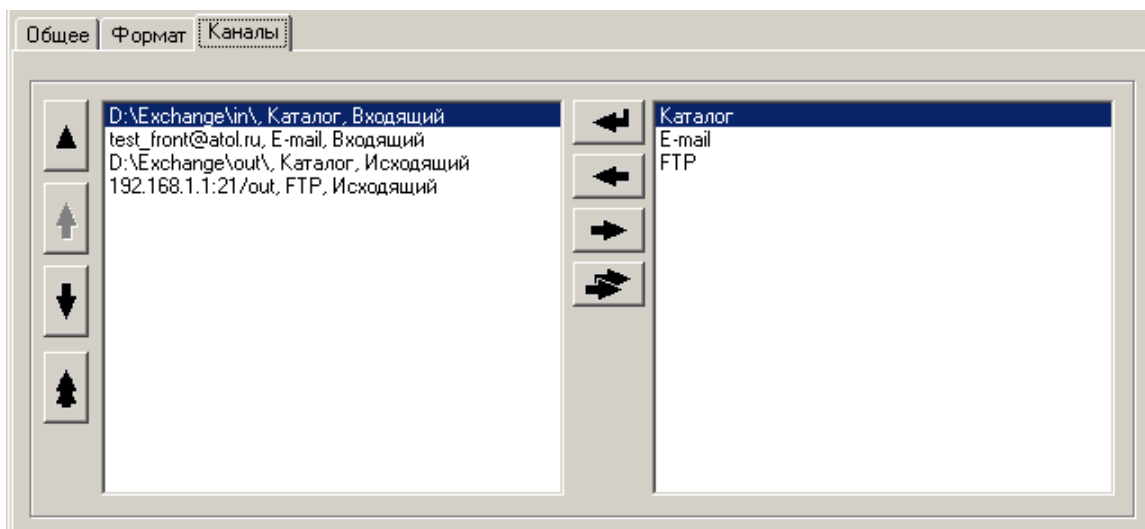 Общее
Формат
Каналы
D:\Exchange\in\, Каталог, Входящий
test_front@atol.ru, E-mail, Входящий
D:\Exchange\out\, Каталог, Исходящий
192.168.1.1:21/out, FTP, Исходящий
Каталог
E-mail
FTP